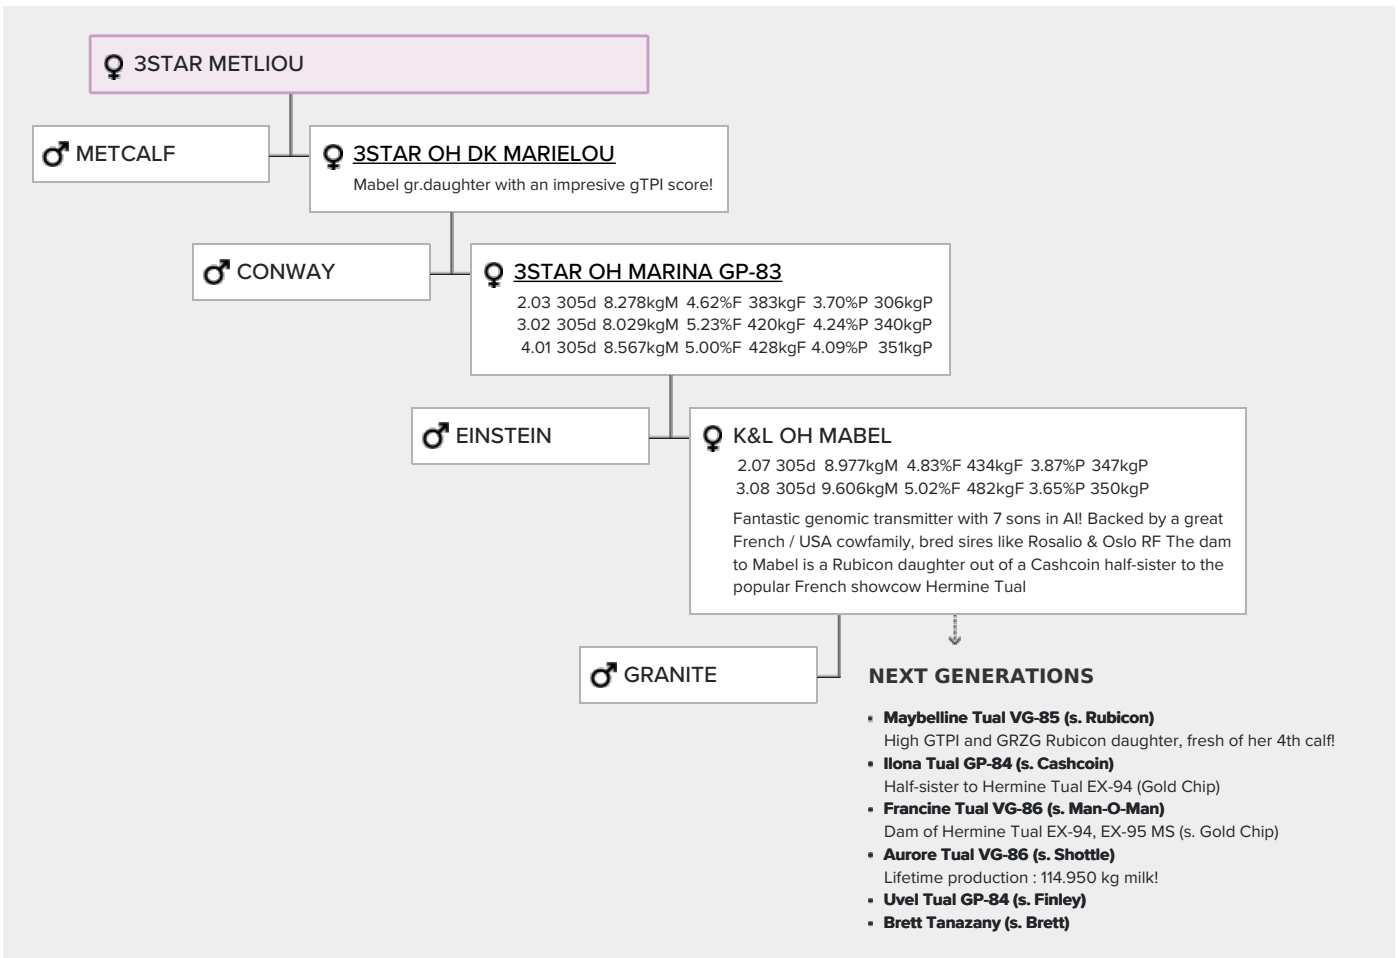 3STAR METLIOU
METCALF
3STAR OH DK MARIELOU
Mabel gr.daughter with an impresive gTPI score!
CONWAY
3STAR OH MARINA GP-83
2.03 305d 8.278kgM 4.62%F 383kgF 3.70%P 306kgP
3.02 305d 8.029kgM 5.23%F 420kgF 4.24%P 340kgP
4.01 305d 8.567kgM 5.00%F 428kgF 4.09%P 351kgP
EINSTEIN
K&L OH MABEL
2.07 305d 8.977kgM 4.83%F 434kgF 3.87%P 347kgP
3.08 305d 9.606kgM 5.02%F 482kgF 3.65%P 350kgP
Fantastic genomic transmitter with 7 sons in AI! Backed by a great
French / USA cowfamily, bred sires like Rosalio & Oslo RF The dam
to Mabel is a Rubicon daughter out of a Cashcoin half-sister to the
popular French showcow Hermine Tual
GRANITE
NEXT GENERATIONS
• Maybelline Tual VG-85 (s. Rubicon)
High GTPI and GRZG Rubicon daughter, fresh of her 4th calf!
• Ilona Tual GP-84 (s. Cashcoin)
Half-sister to Hermine Tual EX-94 (Gold Chip)
• Francine Tual VG-86 (s. Man-O-Man)
Dam of Hermine Tual EX-94, EX-95 MS (s. Gold Chip)
• Aurore Tual VG-86 (s. Shottle)
Lifetime production : 114.950 kg milk!
• Uvel Tual GP-84 (s. Finley)
• Brett Tanazany (s. Brett)